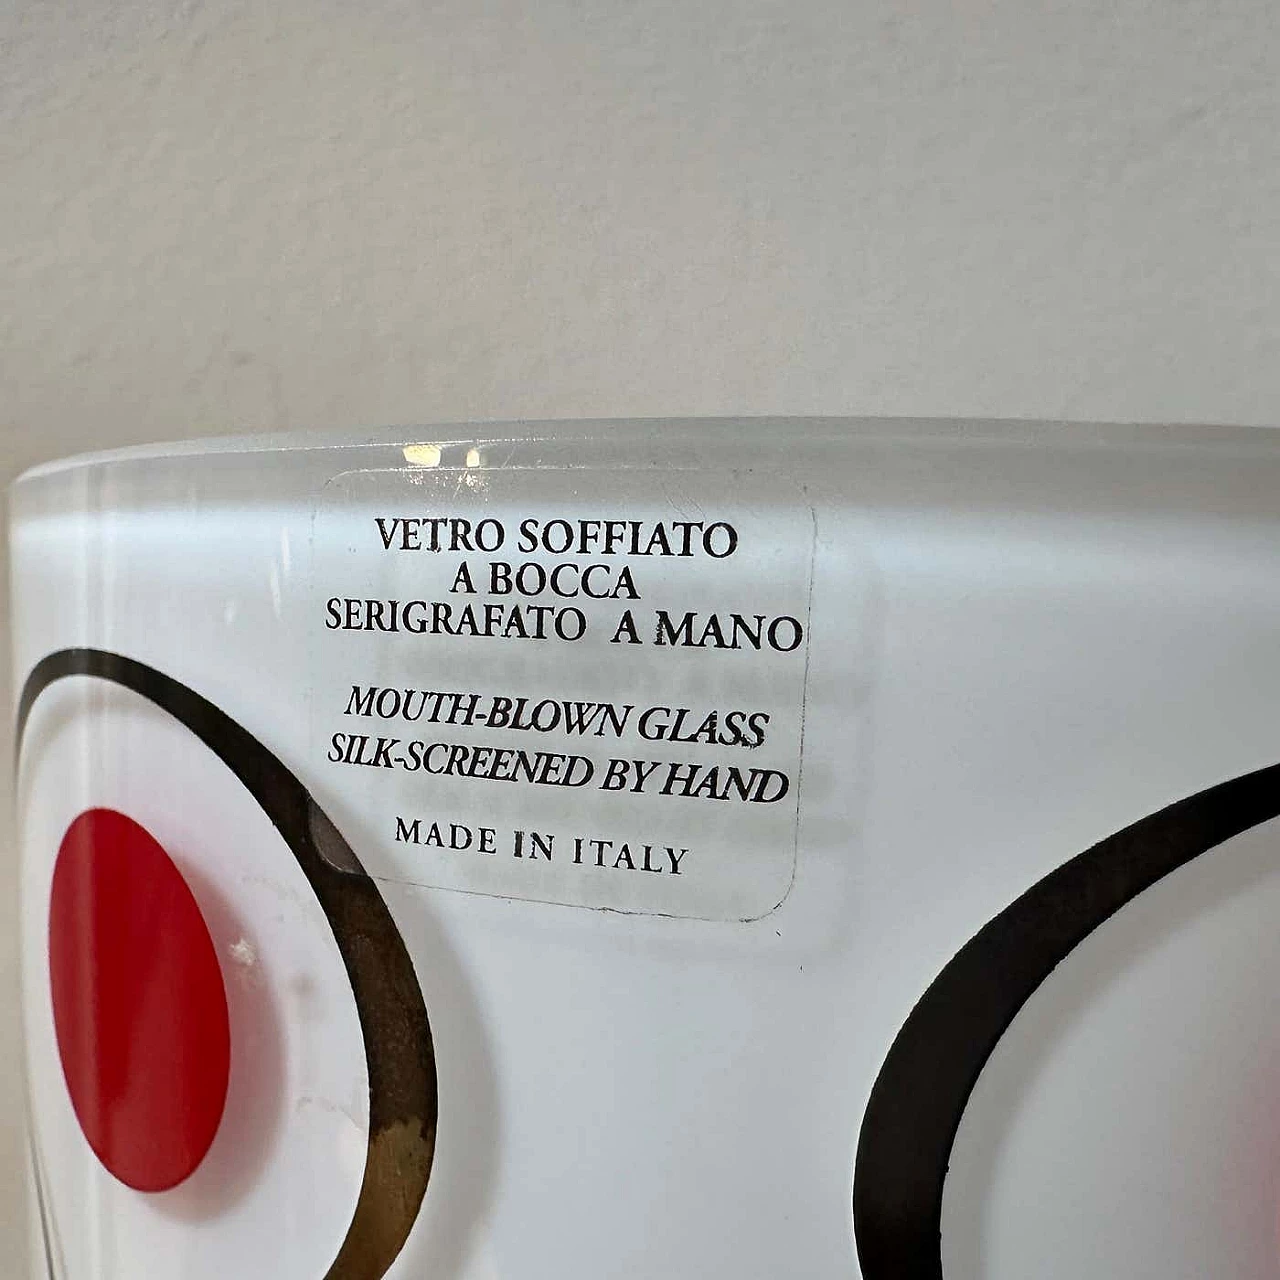 VETRO SOFFIATO
A BOCCA
SERIGRAFATO A MANO
MOUTH-BLOWN GLASS
SILK-SCREENED BY HAND
MADE IN ITALY